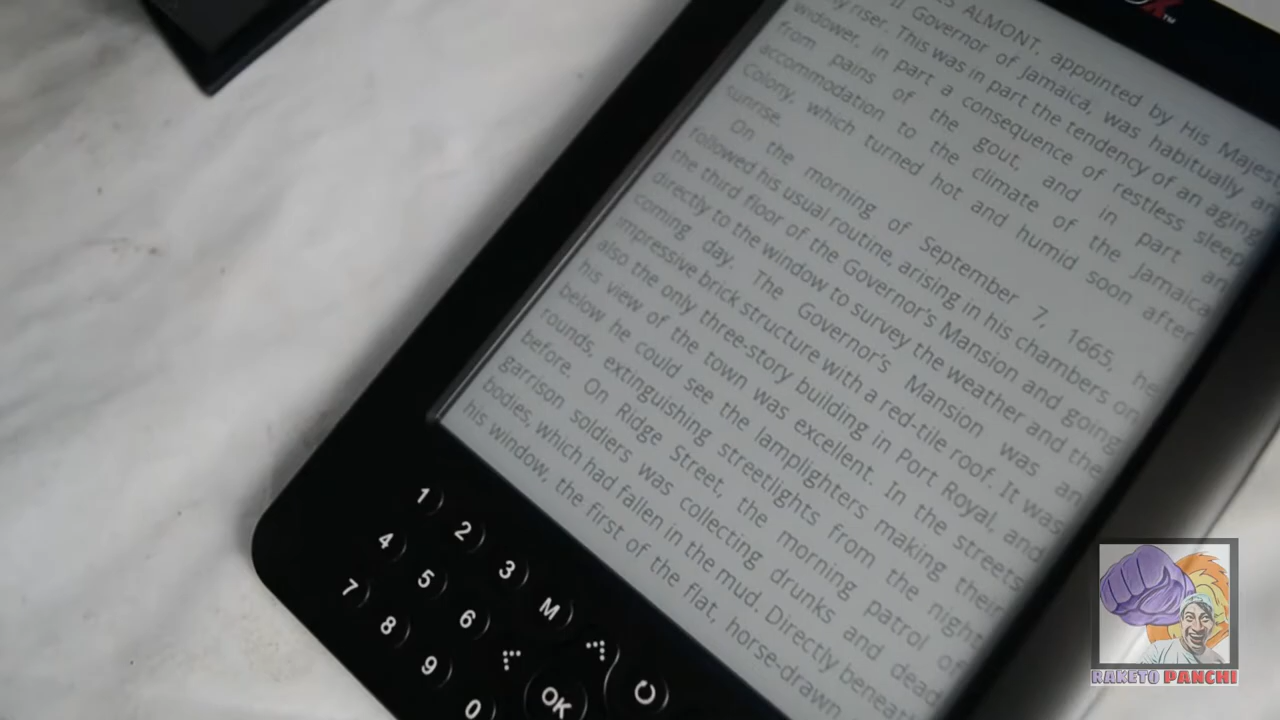 X™
ES ALMONT, appointed by His Majest
II Governor of Jamaica, was habitually an
ly riser. This was in part the tendency of an aging
widower, in part a consequence of restless sleep
from pains of the gout, and in part an
accommodation to the climate of the Jamaica
Colony, which turned hot and humid soon after
sunrise.
On the morning of September 7, 1665, he
followed his usual routine, arising in his chambers on
the third floor of the Governor's Mansion and going
directly to the window to survey the weather and the
coming day. The Governor's Mansion was an
impressive brick structure with a red-tile roof. It was
also the only three-story building in Port Royal, and
his view of the town was excellent. In the streets
below he could see the lamplighters making their
rounds, extinguishing streetlights from the night
before. On Ridge Street, the morning patrol of
garrison soldiers was collecting drunks and dead
bodies, which had fallen in the mud. Directly beneath
his window, the first of the flat, horse-drawn
1 2 3 M
4 5 6
7 8 9 OK
0
RAKETO PANCHI